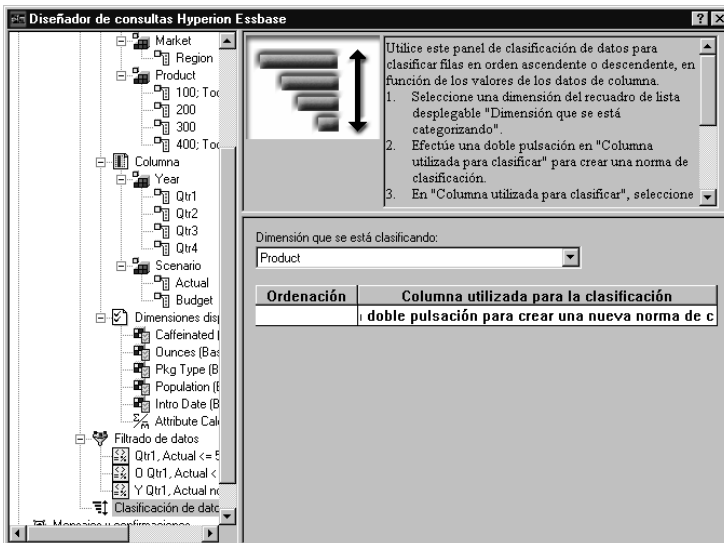 Diseñador de consultas Hyperion Essbase
Market
Region
Product
100; Too
200
300
400; Too
Columna
Year
Qtr1
Qtr2
Qtr3
Qtr4
Scenario
Actual
Budget
Dimensiones disp
Caffeinated
Ounces (Bas
Pkg Type (B
Population (B
Intro Date (B
Attribute Calc
Filtrado de datos
Qtr1, Actual <= 5
O Qtr1, Actual <
Y Qtr1, Actual no
Clasificación de dato
Mensajes y confirmaciones
Utilice este panel de clasificación de datos para
clasificar filas en orden ascendente o descendente, en
función de los valores de los datos de columna.
1. Seleccione una dimensión del recuadro de lista
desplegable "Dimensión que se está
categorizando".
2. Efectúe una doble pulsación en "Columna
utilizada para clasificar" para crear una norma de
clasificación.
3. En "Columna utilizada para clasificar", seleccione
Dimensión que se está clasificando:
Product
Ordenación Columna utilizada para la clasificación
doble pulsación para crear una nueva norma de c